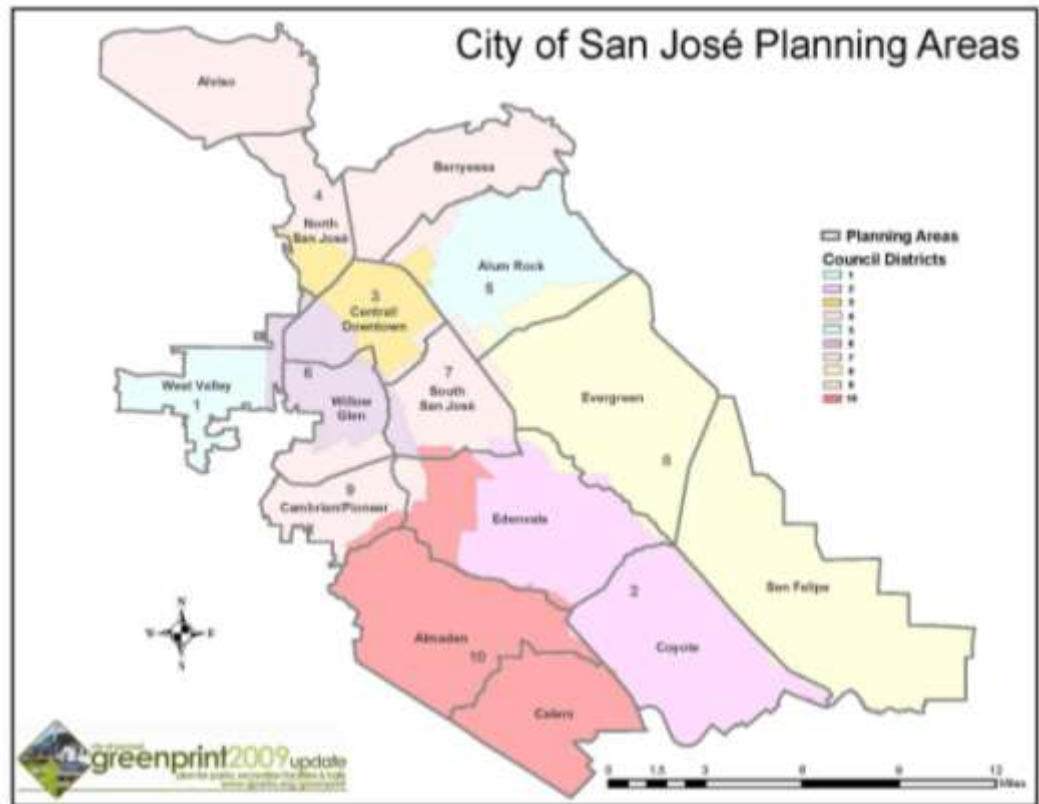 City of San José Planning Areas
Alviso
Berryessa
4
North
San José
Alum Rock
5
Planning Areas
Council Districts
1
2
3
4
5
6
7
8
9
10
3
Central/
Downtown
West Valley
1
6
Willow
Glen
7
South
San José
Evergreen
8
9
Cambrian/Pioneer
Edenvale
San Felipe
2
Coyote
Almaden
10
Calero
N
W
E
S
greenprint2009update
0 1.5 3 6 9 12
Miles